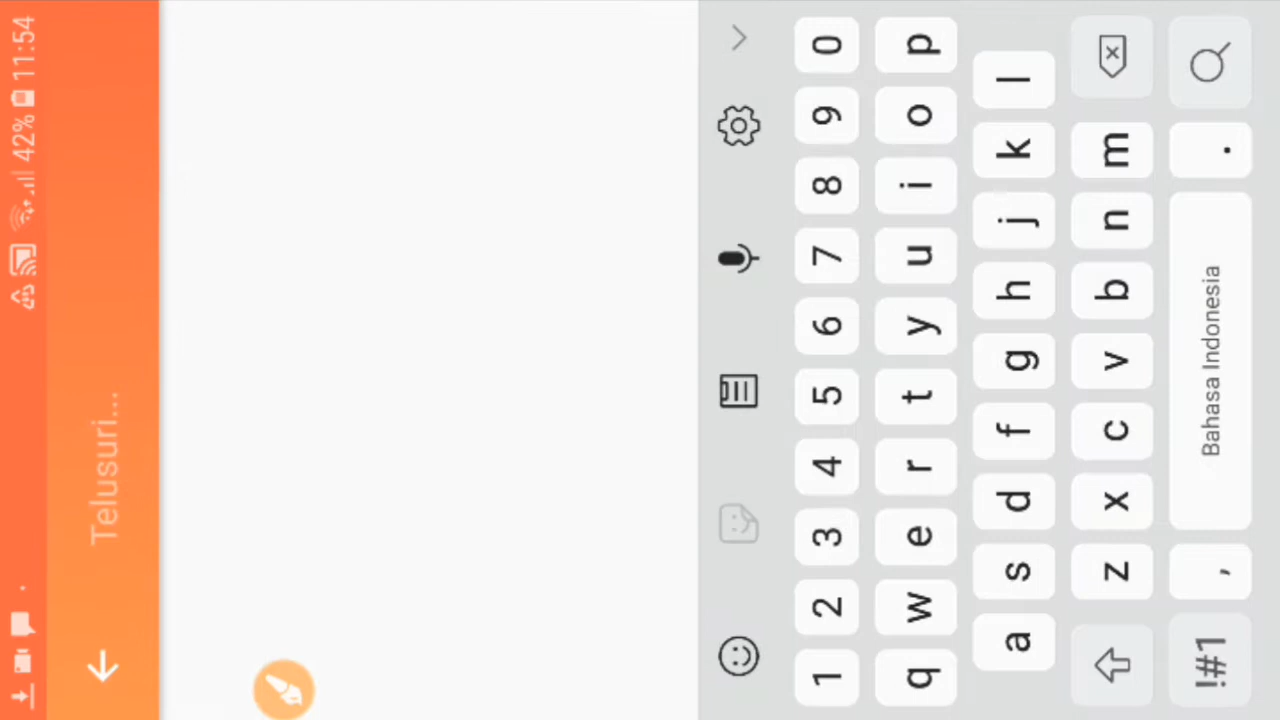 42% 11:54
Telusuri...
1 2 3 4 5 6 7 8 9 0
q w e r t y u i o p
a s d f g h j k l
z x c v b n m
!#1 , Bahasa Indonesia .